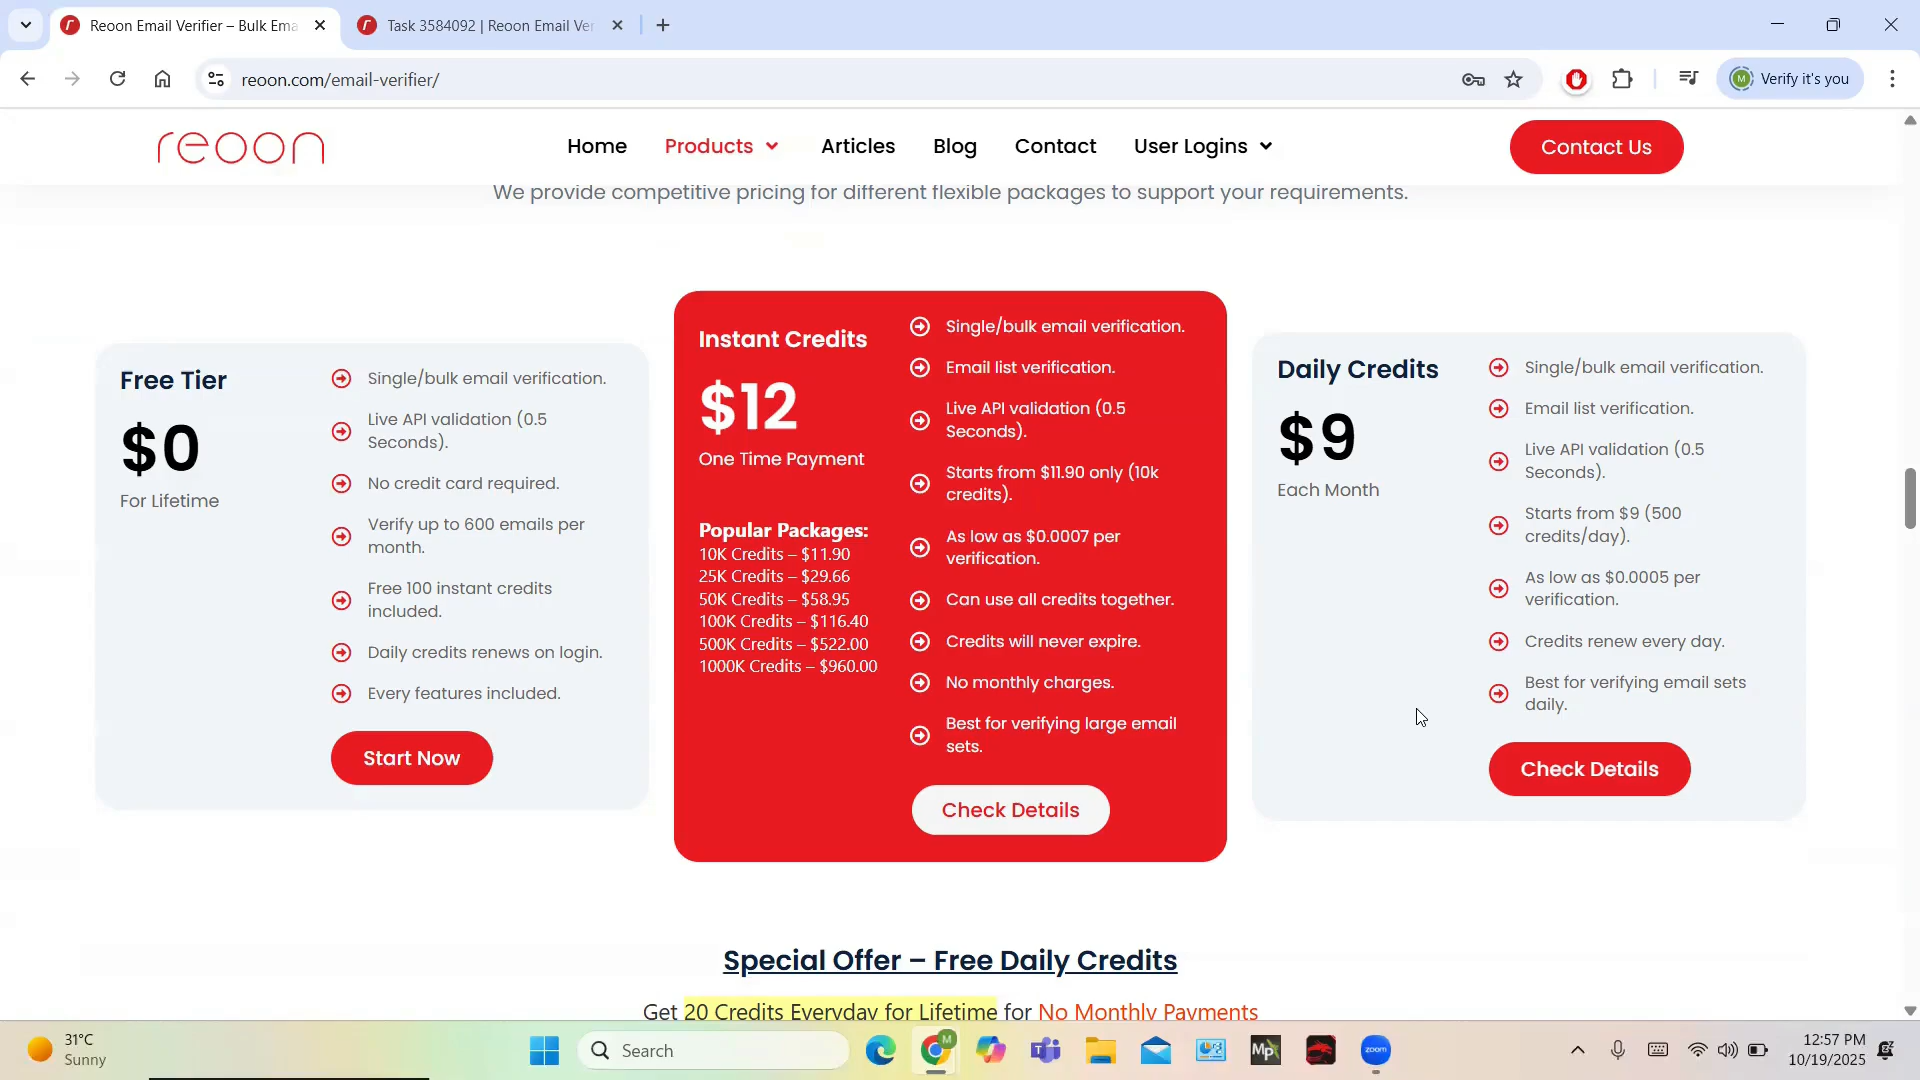 Reoon Email Verifier – Bulk Ema
Task 3584092 | Reoon Email Ver
reoon.com/email-verifier/
Verify it's you
reoon
Home
Products
Articles
Blog
Contact
User Logins
Contact Us
We provide competitive pricing for different flexible packages to support your requirements.
Free Tier
$0
For Lifetime
Single/bulk email verification.
Live API validation (0.5
Seconds).
No credit card required.
Verify up to 600 emails per
month.
Free 100 instant credits
included.
Daily credits renews on login.
Every features included.
Start Now
Instant Credits
$12
One Time Payment
Popular Packages:
10K Credits – $11.90
25K Credits – $29.66
50K Credits – $58.95
100K Credits – $116.40
500K Credits – $522.00
1000K Credits – $960.00
Single/bulk email verification.
Email list verification.
Live API validation (0.5
Seconds).
Starts from $11.90 only (10k
credits).
As low as $0.0007 per
verification.
Can use all credits together.
Credits will never expire.
No monthly charges.
Best for verifying large email
sets.
Check Details
Daily Credits
$9
Each Month
Single/bulk email verification.
Email list verification.
Live API validation (0.5
Seconds).
Starts from $9 (500
credits/day).
As low as $0.0005 per
verification.
Credits renew every day.
Best for verifying email sets
daily.
Check Details
Special Offer – Free Daily Credits
Get 20 Credits Everyday for Lifetime for No Monthly Payments
31°C
Sunny
Search
M
Mp
zoom
12:57 PM
10/19/2025